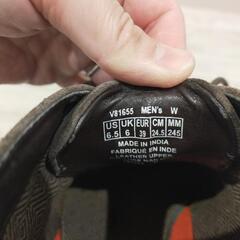 V81655 MEN's W
US UK EUR CM MM
6.5 6 39 24.5 245
MADE IN INDIA
FABRIQUE EN INDE
LEATHER UPPER